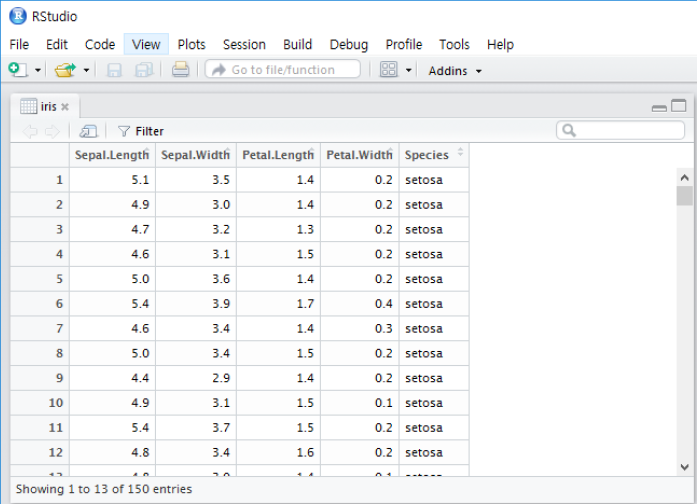 RStudio
File Edit Code View Plots Session Build Debug Profile Tools Help
Go to file/function Addins
iris
Filter
Sepal.Length Sepal.Width Petal.Length Petal.Width Species
1 5.1 3.5 1.4 0.2 setosa
2 4.9 3.0 1.4 0.2 setosa
3 4.7 3.2 1.3 0.2 setosa
4 4.6 3.1 1.5 0.2 setosa
5 5.0 3.6 1.4 0.2 setosa
6 5.4 3.9 1.7 0.4 setosa
7 4.6 3.4 1.4 0.3 setosa
8 5.0 3.4 1.5 0.2 setosa
9 4.4 2.9 1.4 0.2 setosa
10 4.9 3.1 1.5 0.1 setosa
11 5.4 3.7 1.5 0.2 setosa
12 4.8 3.4 1.6 0.2 setosa
Showing 1 to 13 of 150 entries